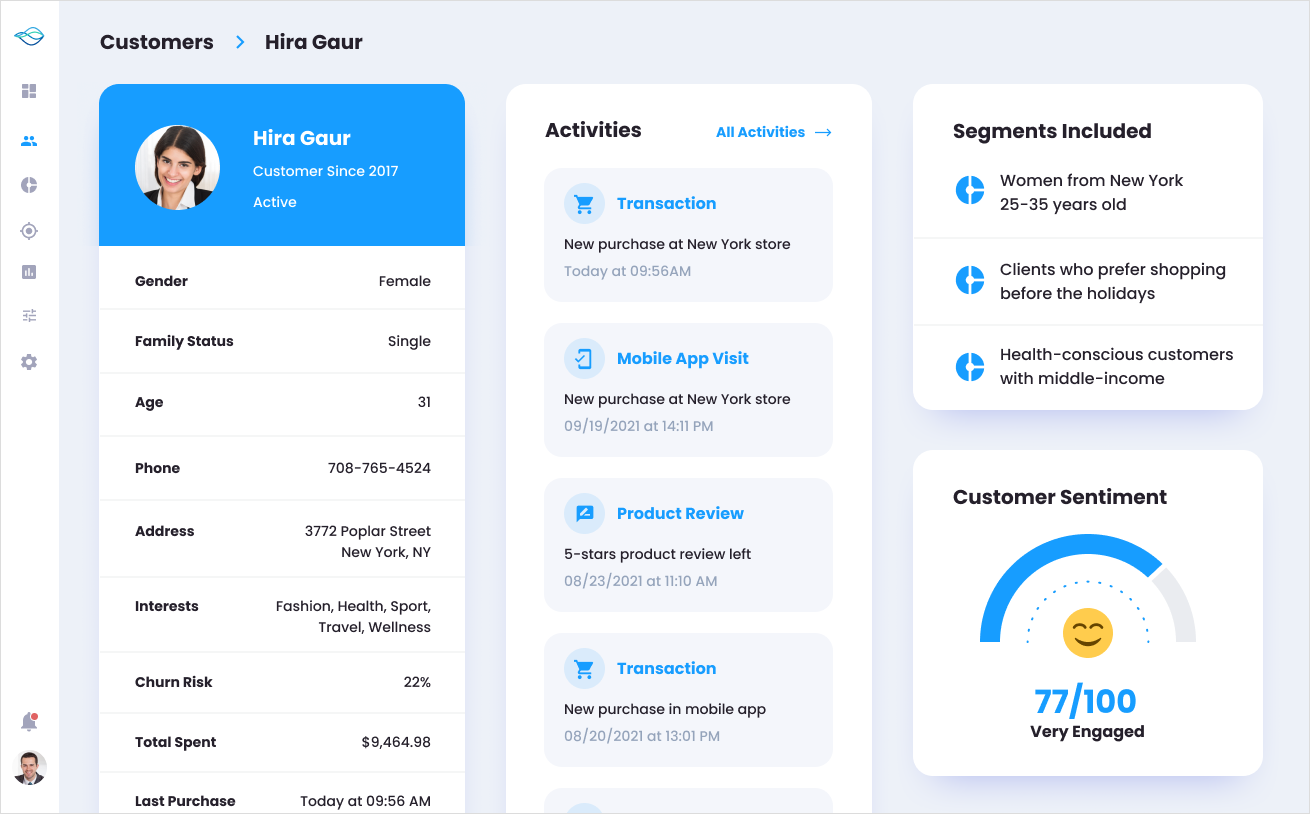 Customers > Hira Gaur
Hira Gaur
Customer Since 2017
Active
Gender Female
Family Status Single
Age 31
Phone 708-765-4524
Address 3772 Poplar Street
New York, NY
Interests Fashion, Health, Sport,
Travel, Wellness
Churn Risk 22%
Total Spent $9,464.98
Last Purchase Today at 09:56 AM
Activities All Activities →
Transaction
New purchase at New York store
Today at 09:56AM
Mobile App Visit
New purchase at New York store
09/19/2021 at 14:11 PM
Product Review
5-stars product review left
08/23/2021 at 11:10 AM
Transaction
New purchase in mobile app
08/20/2021 at 13:01 PM
Segments Included
Women from New York
25-35 years old
Clients who prefer shopping
before the holidays
Health-conscious customers
with middle-income
Customer Sentiment
77/100
Very Engaged